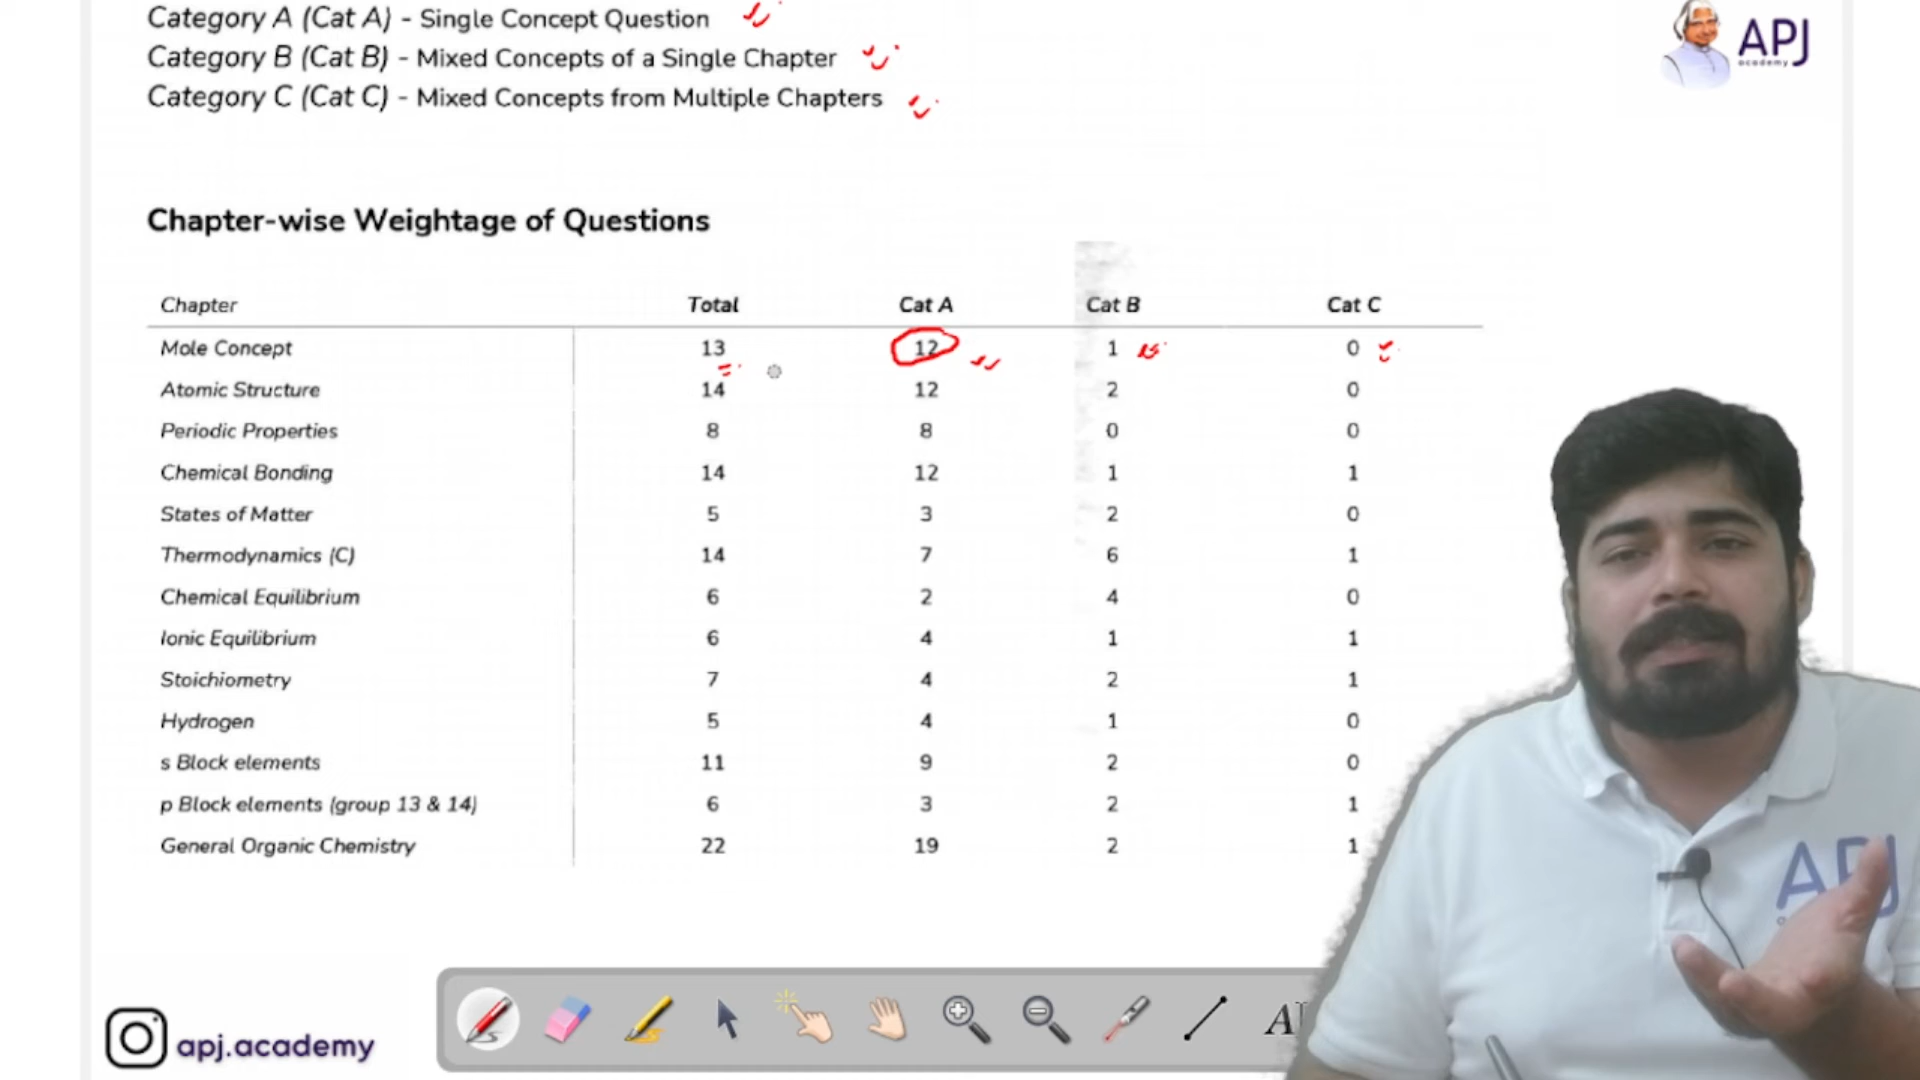 Category A (Cat A) - Single Concept Question
Category B (Cat B) - Mixed Concepts of a Single Chapter
Category C (Cat C) - Mixed Concepts from Multiple Chapters
APJ
academy
Chapter-wise Weightage of Questions
Chapter Total Cat A Cat B Cat C
Mole Concept 13 12 1 0
Atomic Structure 14 12 2 0
Periodic Properties 8 8 0 0
Chemical Bonding 14 12 1 1
States of Matter 5 3 2 0
Thermodynamics (C) 14 7 6 1
Chemical Equilibrium 6 2 4 0
Ionic Equilibrium 6 4 1 1
Stoichiometry 7 4 2 1
Hydrogen 5 4 1 0
s Block elements 11 9 2 0
p Block elements (group 13 & 14) 6 3 2 1
General Organic Chemistry 22 19 2 1
APJ
apj.academy